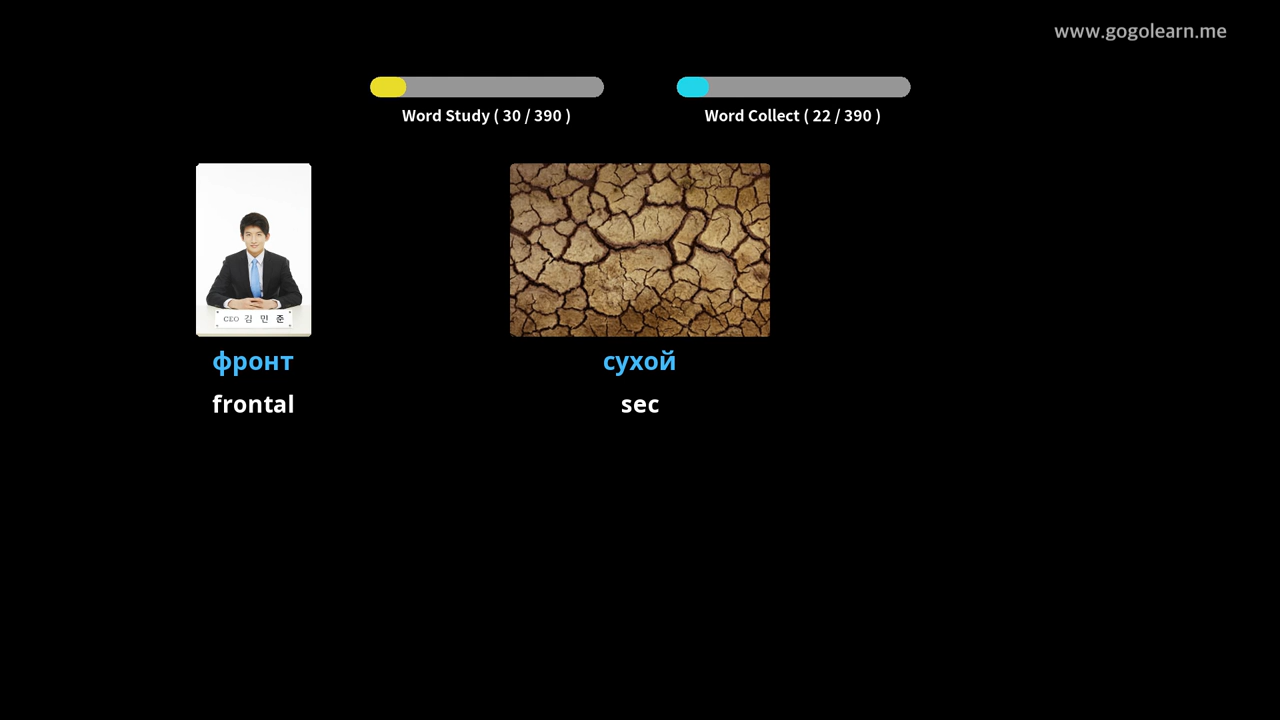 www.gogolearn.me
Word Study ( 30 / 390 )
Word Collect ( 22 / 390 )
CEO 김 민 준
фронт
frontal
сухой
sec